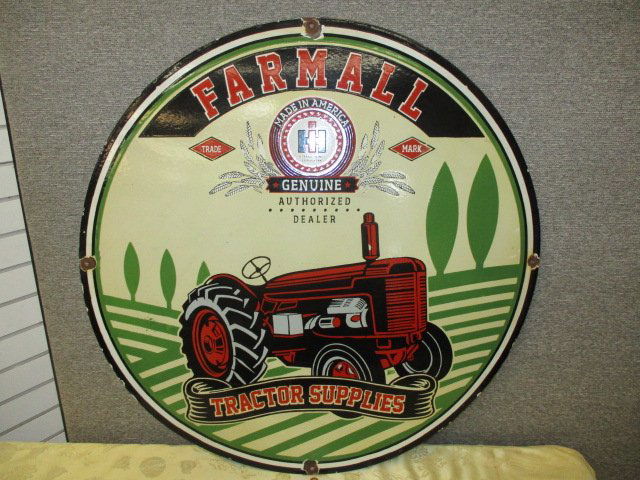 FARMALL
MADE IN AMERICA
TRADE
MARK
IH
GENUINE
AUTHORIZED
DEALER
TRACTOR SUPPLIES